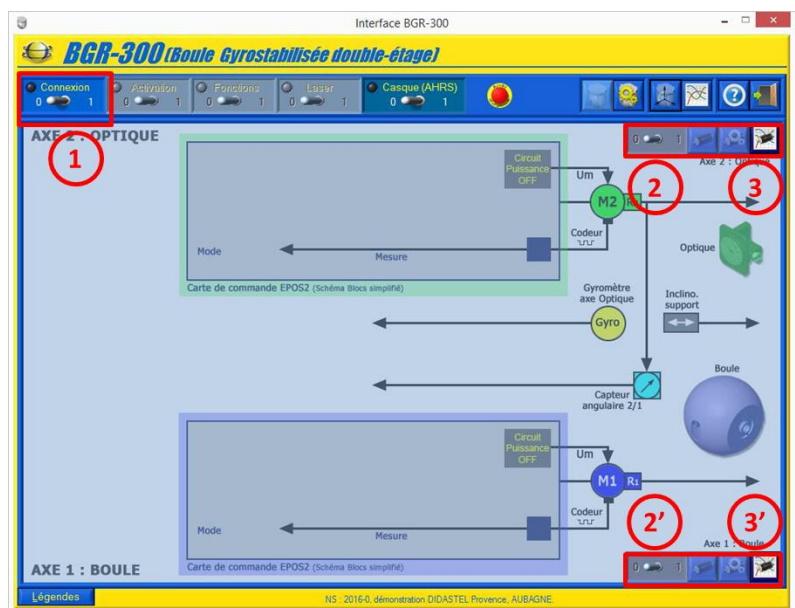 Interface BGR-300
BGR-300 (Boule Gyrostabilisée double-étage)
Connexion
0 1
Activation
0 1
Fonctions
0 1
Laser
0 1
Casque (AHRS)
0 1
AXE 2 : OPTIQUE
1
0 1
Axe 2 : Optique
2
3
Circuit
Puissance
OFF
Um
M2
Codeur
Mode
Mesure
Optique
Carte de commande EPOS2 (Schéma Blocs simplifié)
Gyromètre
axe Optique
Inclino.
support
Gyro
Boule
Capteur
angulaire 2/1
Circuit
Puissance
OFF
Um
M1
R1
Codeur
Mode
Mesure
2’
3’
Axe 1 : Boule
AXE 1 : BOULE
Carte de commande EPOS2 (Schéma Blocs simplifié)
0 1
Légendes
NS : 2016-0, démonstration DIDASTEL Provence, AUBAGNE.